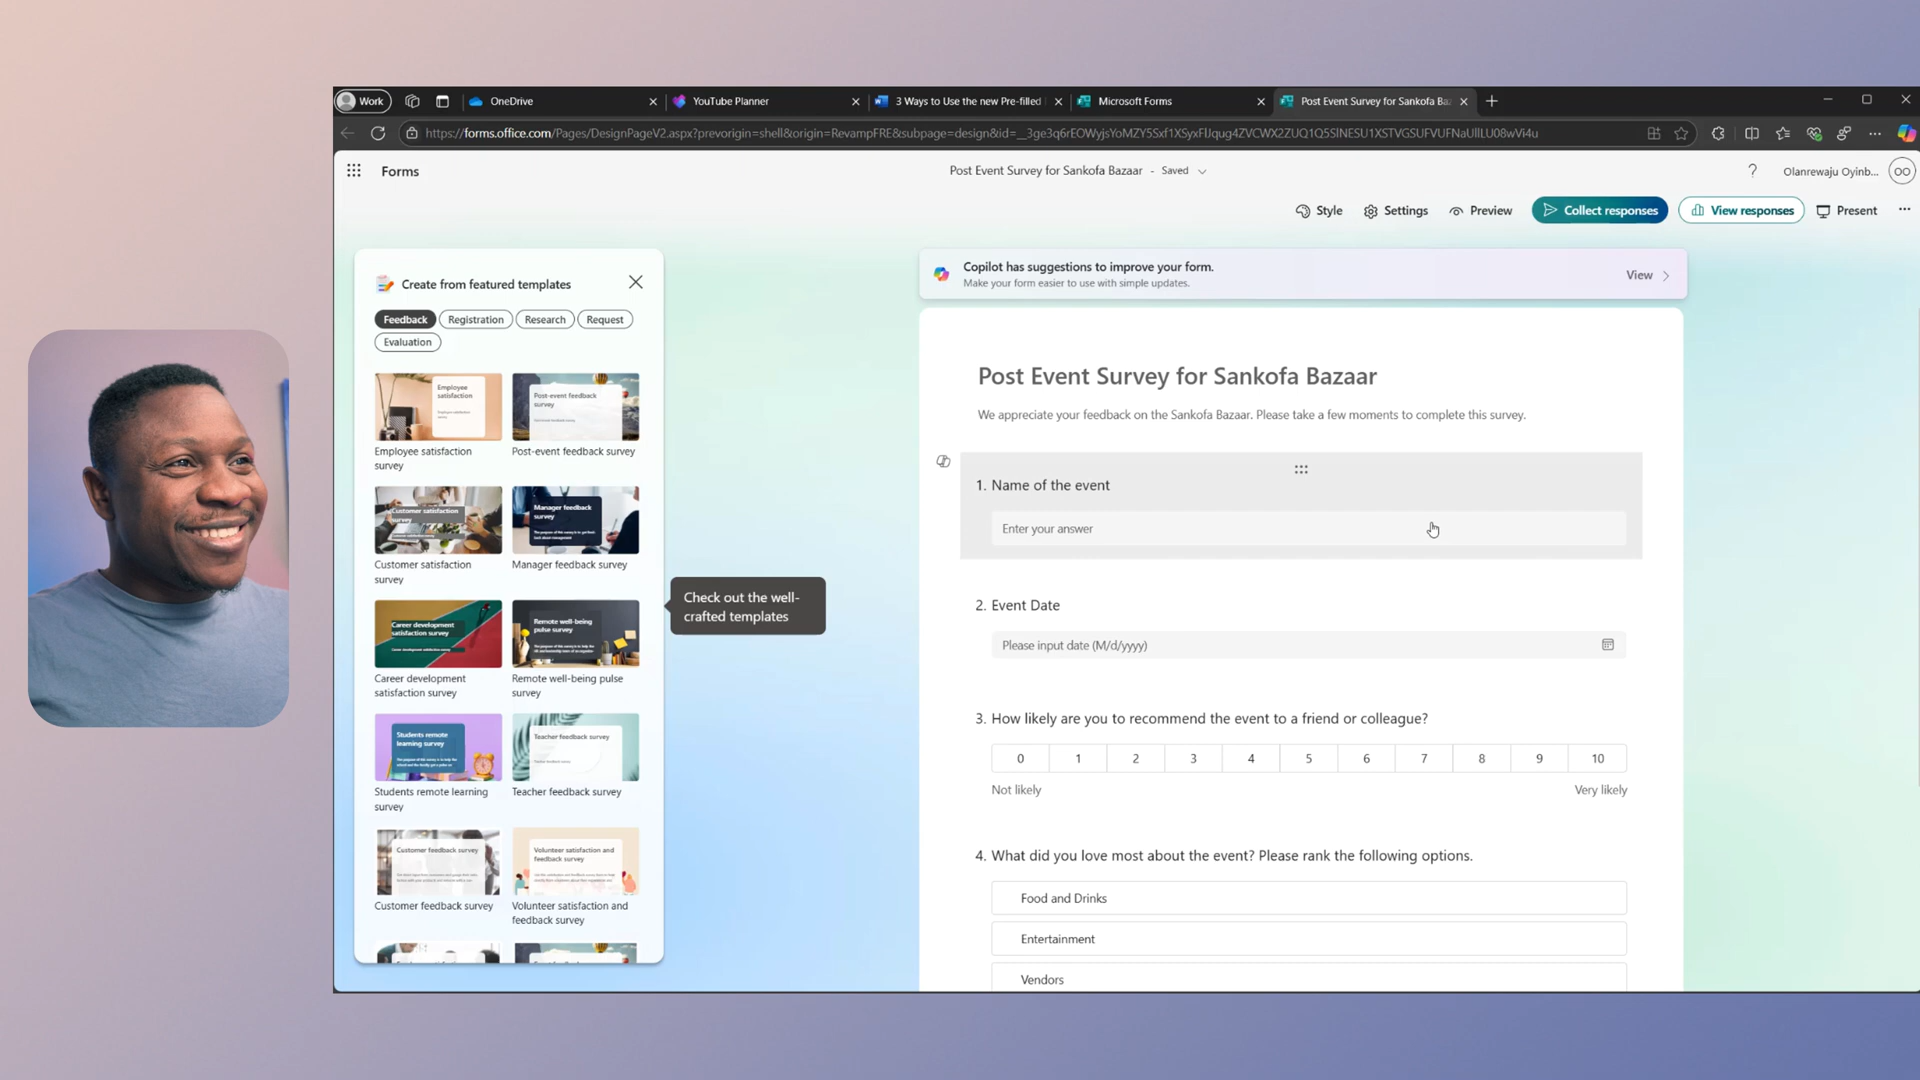 Work
OneDrive
YouTube Planner
3 Ways to Use the new Pre-filled
Microsoft Forms
Post Event Survey for Sankofa Ba
https://forms.office.com/Pages/DesignPageV2.aspx?prevorigin=shell&origin=RevampFRE&subpage=design&id=
Forms
Post Event Survey for Sankofa Bazaar - Saved
?
Olanrewaju Oyinb...
OO
Style
Settings
Preview
Collect responses
View responses
Present
Create from featured templates
Feedback
Registration
Research
Request
Evaluation
Employee
satisfaction
Post-event feedback
survey
Employee satisfaction
survey
Post-event feedback survey
Customer satisfaction
survey
Manager feedback
survey
Customer satisfaction
survey
Manager feedback survey
Check out the well-
crafted templates
Career development
satisfaction survey
Remote well-being
pulse survey
Career development
satisfaction survey
Remote well-being pulse
survey
Students remote
learning survey
Teacher feedback survey
Students remote learning
survey
Teacher feedback survey
Customer feedback survey
Volunteer satisfaction and
feedback survey
Customer feedback survey
Volunteer satisfaction and
feedback survey
Copilot has suggestions to improve your form.
Make your form easier to use with simple updates.
View
Post Event Survey for Sankofa Bazaar
We appreciate your feedback on the Sankofa Bazaar. Please take a few moments to complete this survey.
1. Name of the event
Enter your answer
2. Event Date
Please input date (M/d/yyyy)
3. How likely are you to recommend the event to a friend or colleague?
0 1 2 3 4 5 6 7 8 9 10
Not likely
Very likely
4. What did you love most about the event? Please rank the following options.
Food and Drinks
Entertainment
Vendors